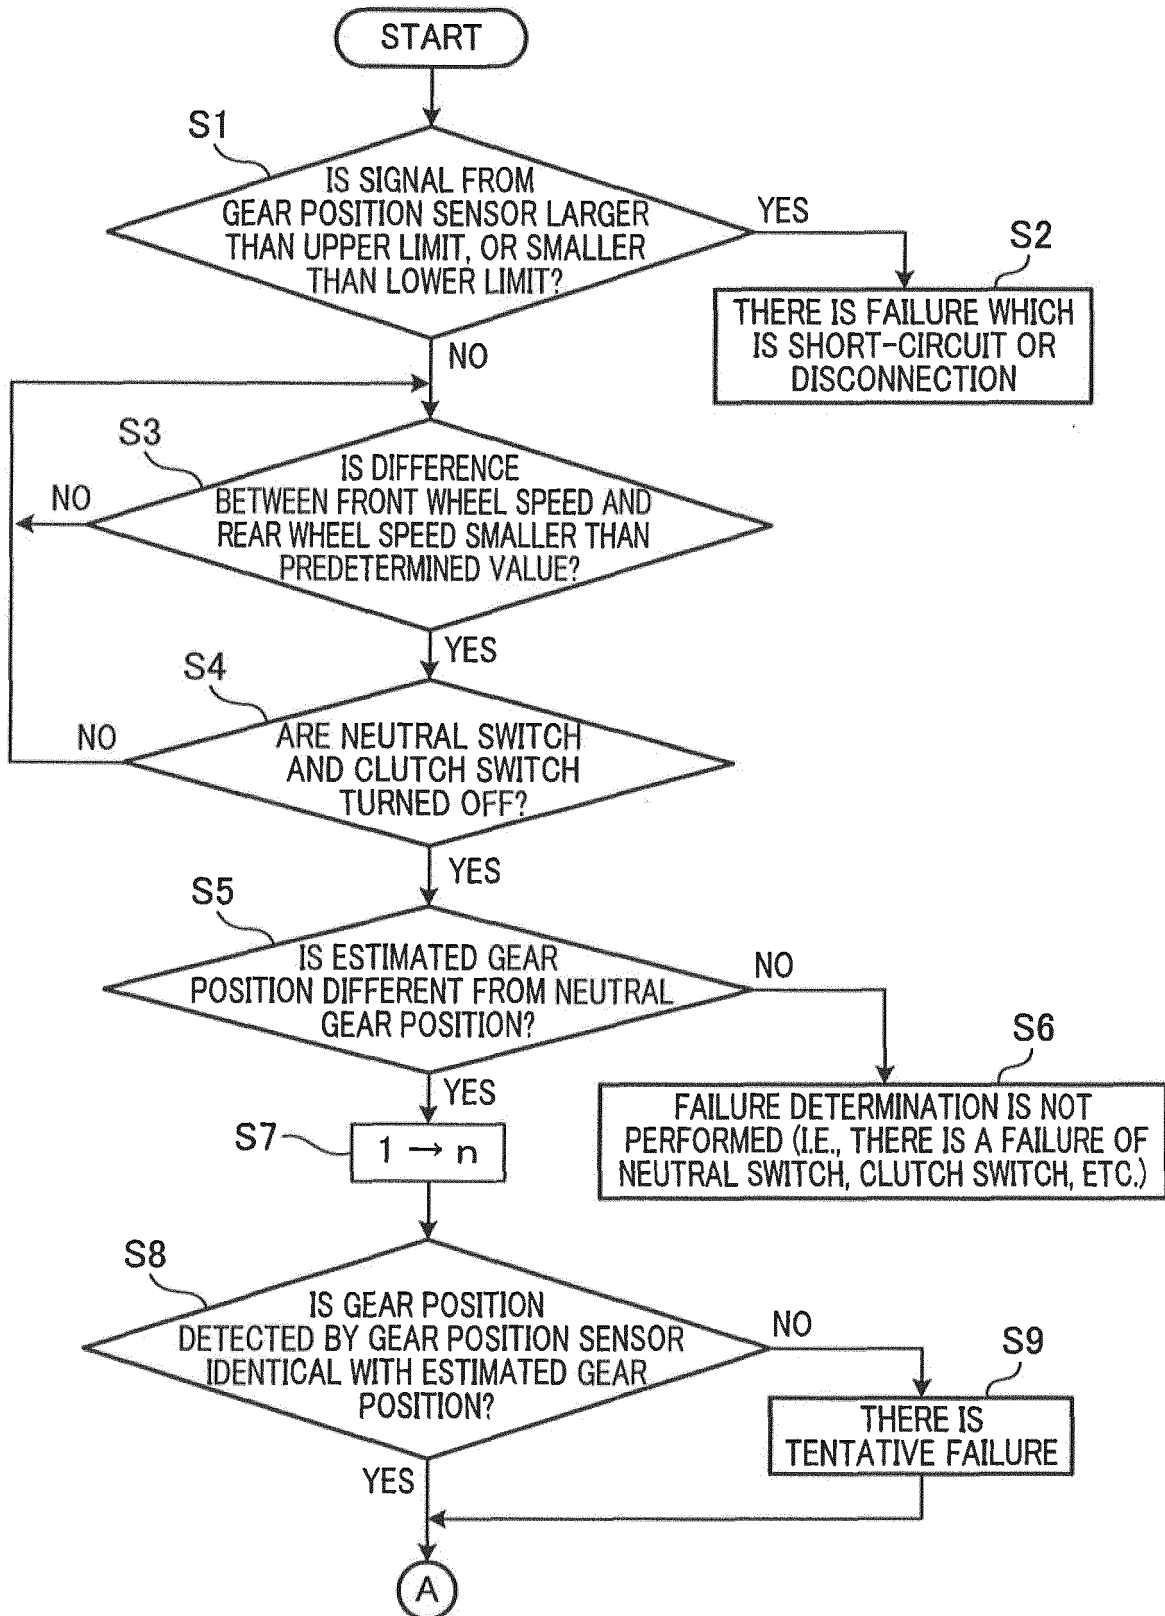 START
S1
IS SIGNAL FROM
GEAR POSITION SENSOR LARGER
THAN UPPER LIMIT, OR SMALLER
THAN LOWER LIMIT?
YES
S2
THERE IS FAILURE WHICH
IS SHORT-CIRCUIT OR
DISCONNECTION
NO
S3
IS DIFFERENCE
BETWEEN FRONT WHEEL SPEED AND
REAR WHEEL SPEED SMALLER THAN
PREDETERMINED VALUE?
NO
YES
S4
ARE NEUTRAL SWITCH
AND CLUTCH SWITCH
TURNED OFF?
NO
YES
S5
IS ESTIMATED GEAR
POSITION DIFFERENT FROM NEUTRAL
GEAR POSITION?
NO
S6
FAILURE DETERMINATION IS NOT
PERFORMED (I.E., THERE IS A FAILURE OF
NEUTRAL SWITCH, CLUTCH SWITCH, ETC.)
YES
S7
1 → n
S8
IS GEAR POSITION
DETECTED BY GEAR POSITION SENSOR
IDENTICAL WITH ESTIMATED GEAR
POSITION?
NO
S9
THERE IS
TENTATIVE FAILURE
YES
A